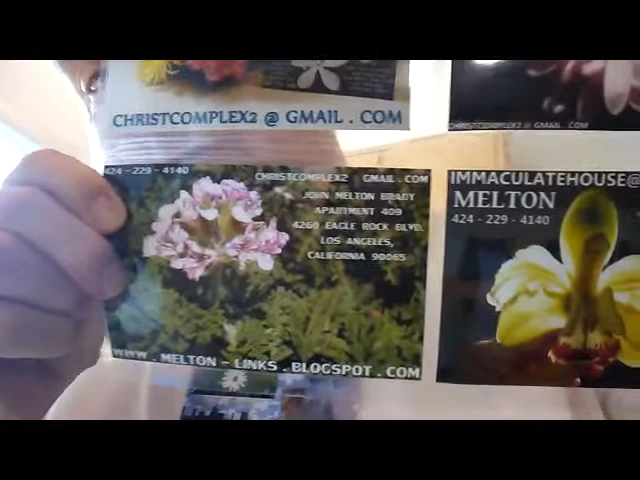 CHRISTCOMPLEX2 @ GMAIL . COM
CHRISTCOMPLEX2 @ GMAIL . COM
424 - 229 - 4140
CHRISTCOMPLEX2 GMAIL . COM
JOHN MELTON BRADY
APARTMENT 409
4260 EAGLE ROCK BLVD.
LOS ANGELES,
CALIFORNIA 90065
WWW . MELTON - LINKS . BLOGSPOT . COM
IMMACULATEHOUSE@
MELTON
424 - 229 - 4140